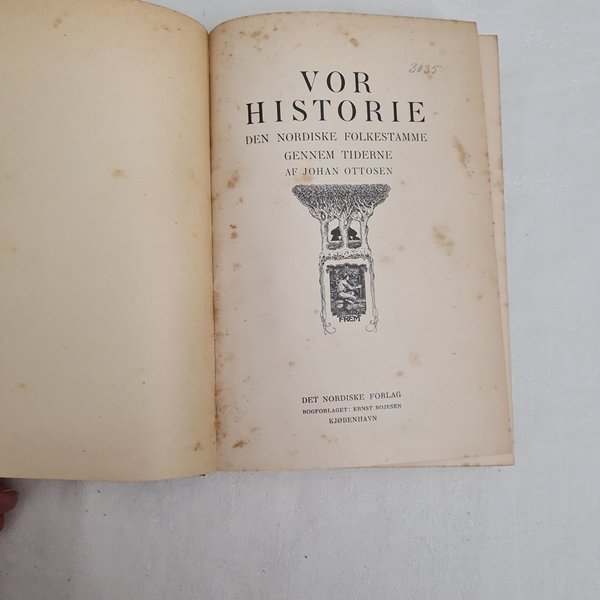 3035
VOR
HISTORIE
DEN NORDISKE FOLKESTAMME
GENNEM TIDERNE
AF JOHAN OTTOSEN
FREM
DET NORDISKE FORLAG
BOGFORLAGET: ERNST BOJESEN
KJØBENHAVN